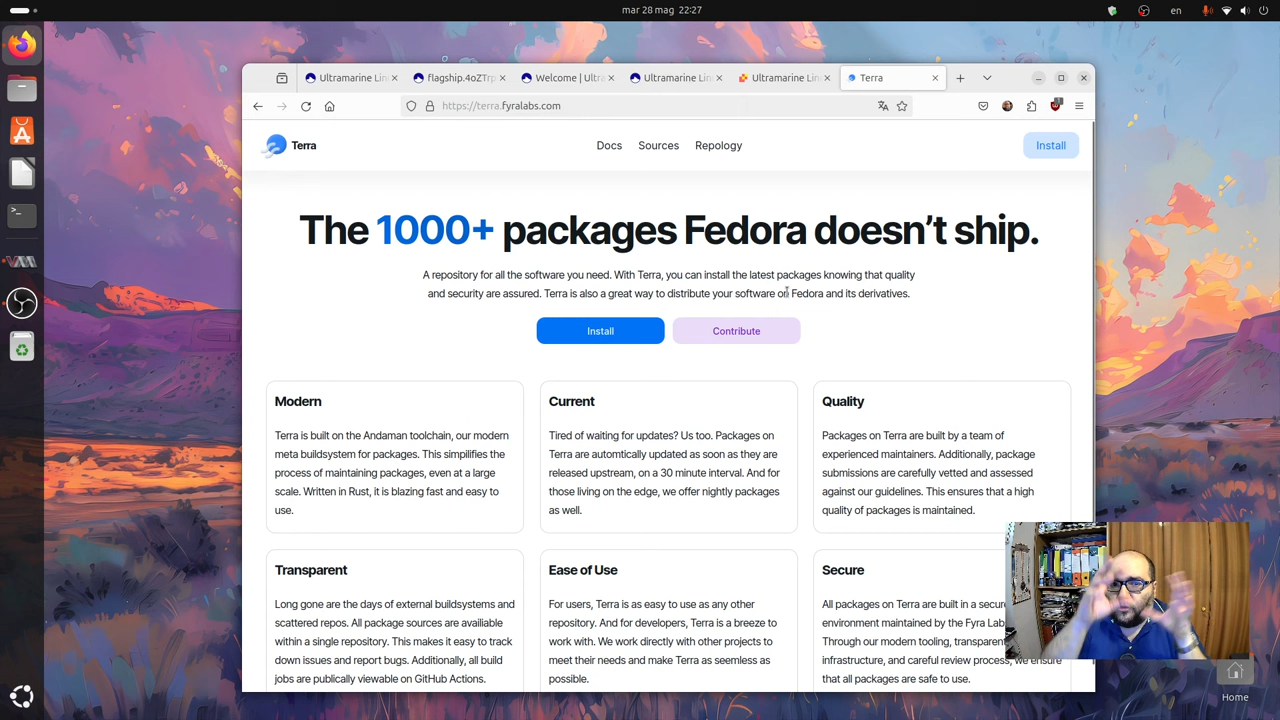 mar 28 mag 22:27
en
Ultramarine Lin
flagship.4oZTrp
Welcome | Ultra
Ultramarine Lin
Ultramarine Lin
Terra
https://terra.fyralabs.com
Terra
Docs
Sources
Repology
Install
The 1000+ packages Fedora doesn't ship.
A repository for all the software you need. With Terra, you can install the latest packages knowing that quality
and security are assured. Terra is also a great way to distribute your software on Fedora and its derivatives.
Install
Contribute
Modern
Terra is built on the Andaman toolchain, our modern
meta buildsystem for packages. This simplifies the
process of maintaining packages, even at a large
scale. Written in Rust, it is blazing fast and easy to
use.
Current
Tired of waiting for updates? Us too. Packages on
Terra are automtically updated as soon as they are
released upstream, on a 30 minute interval. And for
those living on the edge, we offer nightly packages
as well.
Quality
Packages on Terra are built by a team of
experienced maintainers. Additionally, package
submissions are carefully vetted and assessed
against our guidelines. This ensures that a high
quality of packages is maintained.
Transparent
Long gone are the days of external buildsystems and
scattered repos. All package sources are availiable
within a single repository. This makes it easy to track
down issues and report bugs. Additionally, all build
jobs are publically viewable on GitHub Actions.
Ease of Use
For users, Terra is as easy to use as any other
repository. And for developers, Terra is a breeze to
work with. We work directly with other projects to
meet their needs and make Terra as seemless as
possible.
Secure
All packages on Terra are built in a secur
environment maintained by the Fyra Lab
Through our modern tooling, transparent
infrastructure, and careful review process, we ensure
that all packages are safe to use.
Home